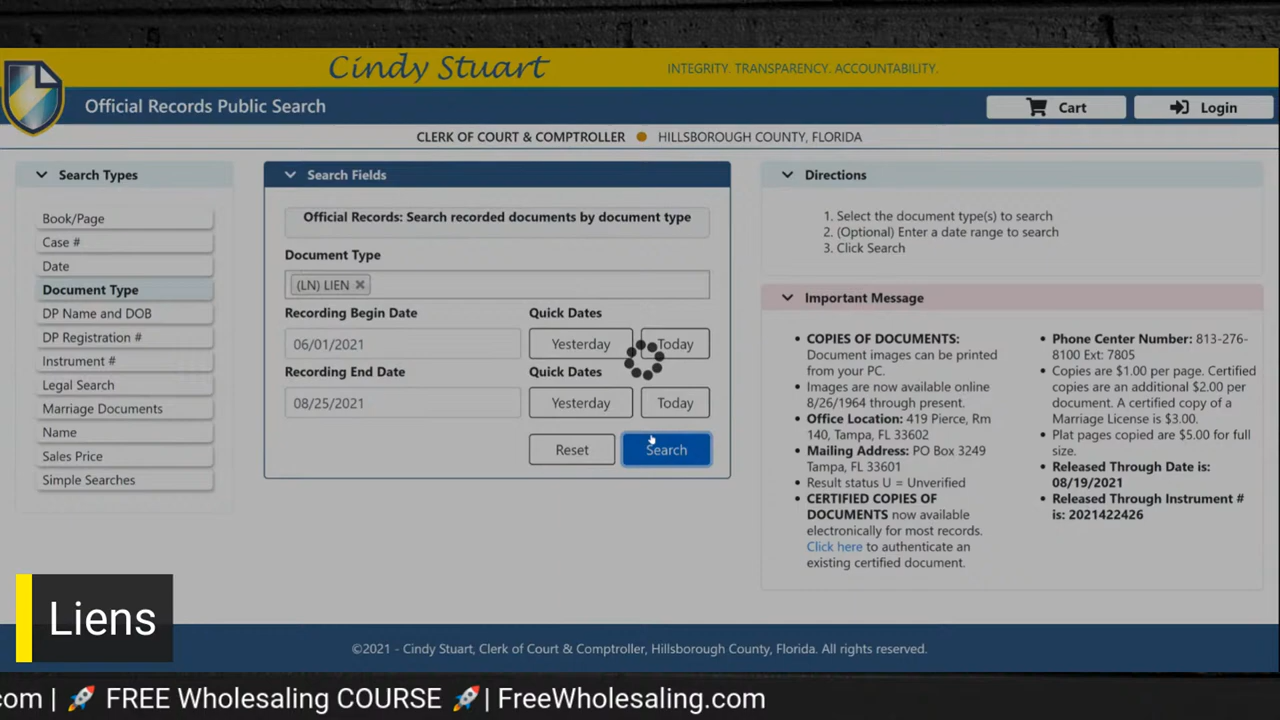 Cindy Stuart
INTEGRITY. TRANSPARENCY. ACCOUNTABILITY.
Official Records Public Search
Cart
Login
CLERK OF COURT & COMPTROLLER
HILLSBOROUGH COUNTY, FLORIDA
Search Types
Book/Page
Case #
Date
Document Type
DP Name and DOB
DP Registration #
Instrument #
Legal Search
Marriage Documents
Name
Sales Price
Simple Searches
Search Fields
Official Records: Search recorded documents by document type
Document Type
(LN) LIEN ×
Recording Begin Date
Quick Dates
06/01/2021
Yesterday
Today
Recording End Date
Quick Dates
08/25/2021
Yesterday
Today
Reset
Search
Directions
1. Select the document type(s) to search
2. (Optional) Enter a date range to search
3. Click Search
Important Message
• COPIES OF DOCUMENTS:
Document images can be printed
from your PC.
• Images are now available online
8/26/1964 through present.
• Office Location: 419 Pierce, Rm
140, Tampa, FL 33602
• Mailing Address: PO Box 3249
Tampa, FL 33601
• Result status U = Unverified
• CERTIFIED COPIES OF
DOCUMENTS now available
electronically for most records.
Click here to authenticate an
existing certified document.
• Phone Center Number: 813-276-
8100 Ext: 7805
• Copies are $1.00 per page. Certified
copies are an additional $2.00 per
document. A certified copy of a
Marriage License is $3.00.
• Plat pages copied are $5.00 for full
size.
• Released Through Date is:
08/19/2021
• Released Through Instrument #
is: 2021422426
Liens
©2021 - Cindy Stuart, Clerk of Court & Comptroller, Hillsborough County, Florida. All rights reserved.
com | 🚀 FREE Wholesaling COURSE 🚀| FreeWholesaling.com